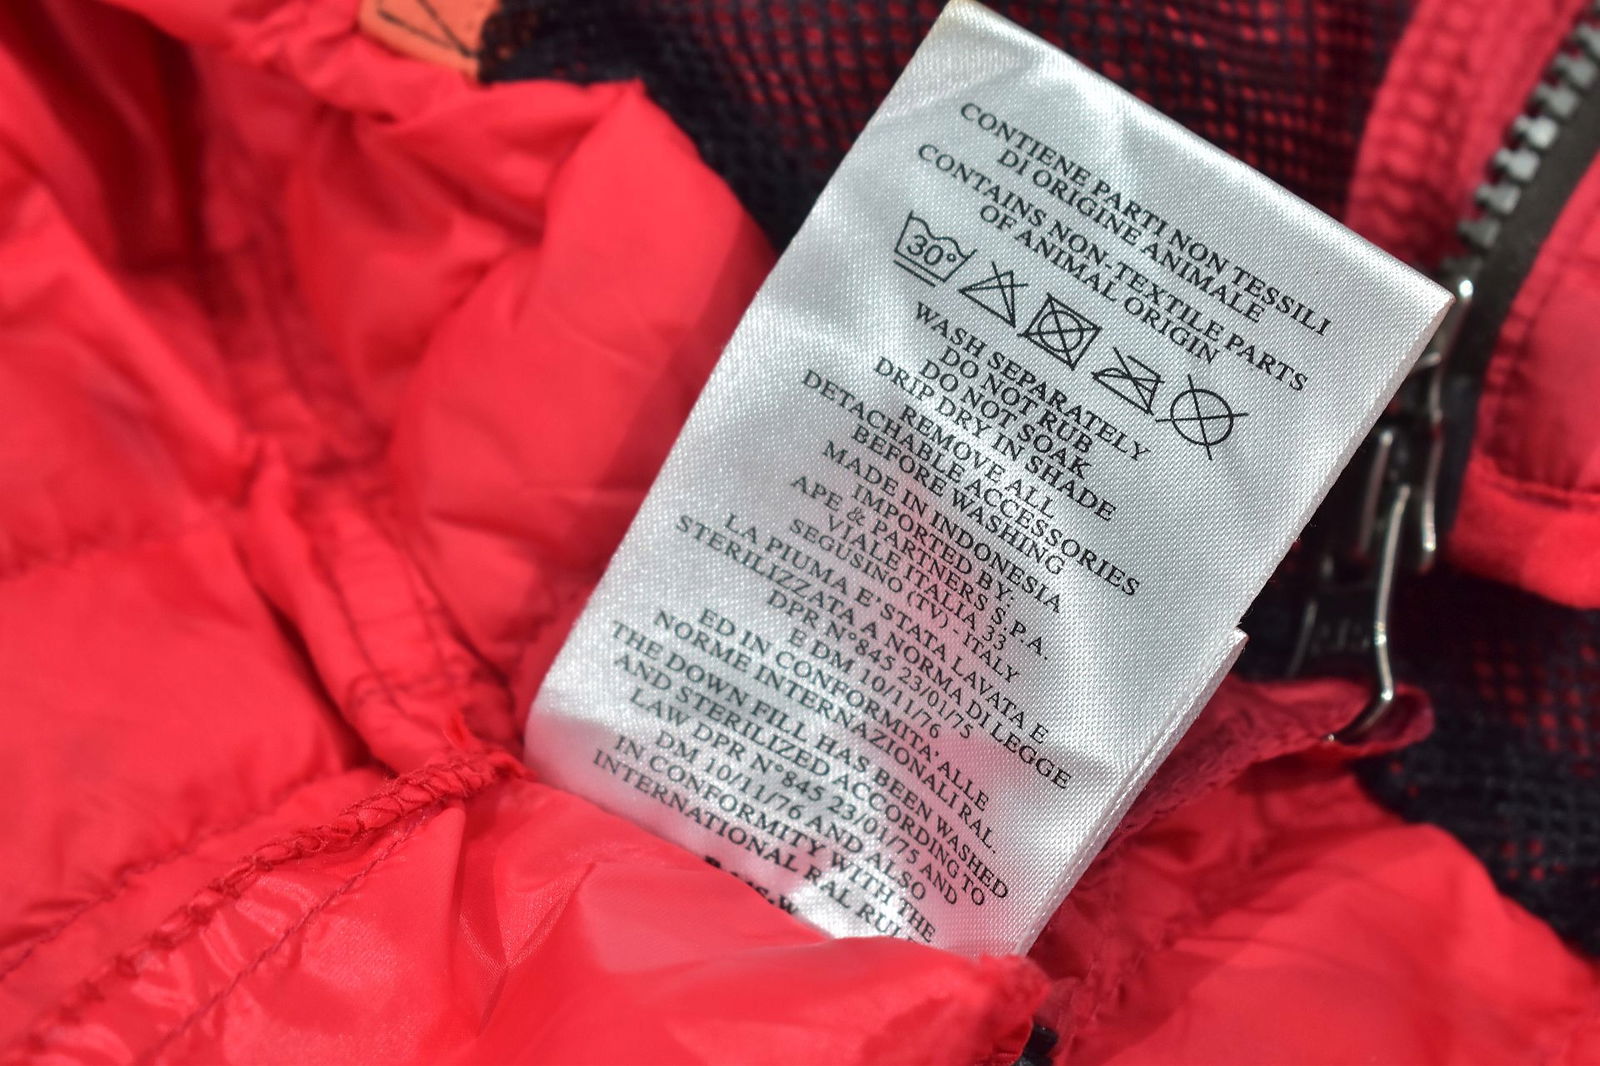 CONTIENE PARTI NON TESSILI
DI ORIGINE ANIMALE
CONTAINS NON-TEXTILE PARTS
OF ANIMAL ORIGIN
30°
WASH SEPARATELY
DO NOT RUB
DO NOT SOAK
DRIP DRY IN SHADE
REMOVE ALL
DETACHABLE ACCESSORIES
BEFORE WASHING
MADE IN INDONESIA
IMPORTED BY:
APE & PARTNERS S.P.A.
VIALE ITALIA, 33
SEGUSINO (TV) - ITALY
LA PIUMA E' STATA LAVATA E
STERILIZZATA A NORMA DI LEGGE
DPR N°845 23/01/75
E DM 10/11/76
ED IN CONFORMITA' ALLE
NORME INTERNAZIONALI RAL
THE DOWN FILL HAS BEEN WASHED
AND STERILIZED ACCORDING TO
LAW DPR N°845 23/01/75 AND
DM 10/11/76 AND ALSO
IN CONFORMITY WITH THE
INTERNATIONAL RAL